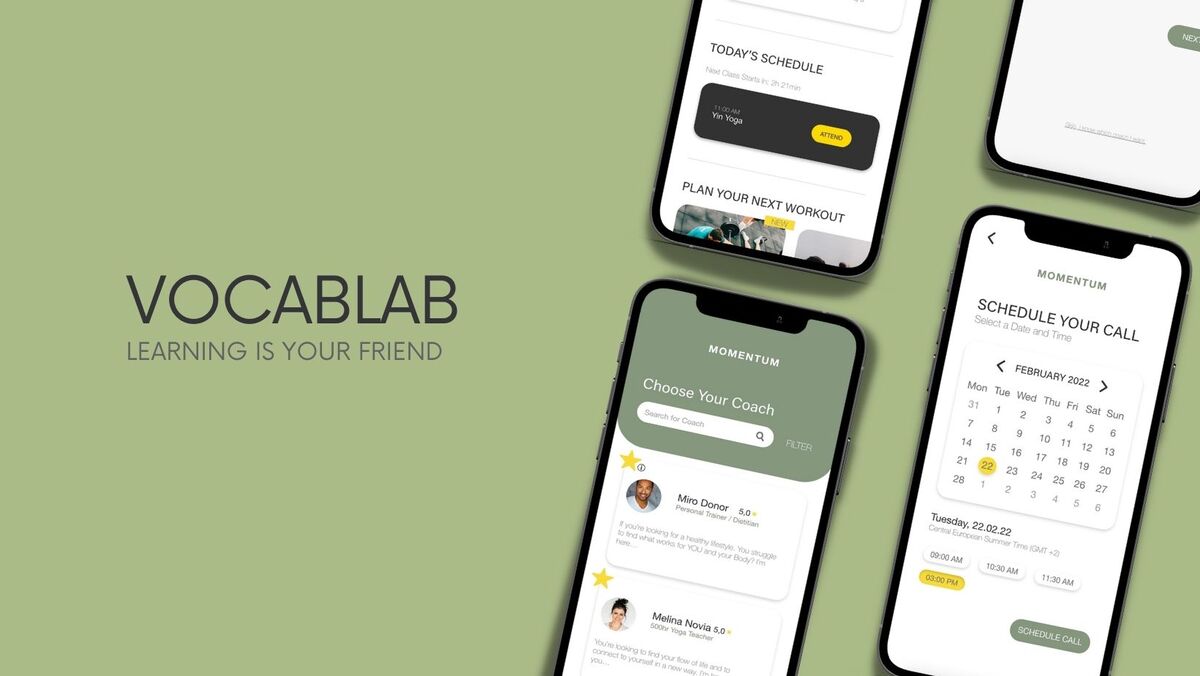 VOCABLAB
LEARNING IS YOUR FRIEND
TODAY'S SCHEDULE
Next Class Starts in; 2h 21min
11:00 AM
Yin Yoga
ATTEND
PLAN YOUR NEXT WORKOUT
NEW
NEXT
Skip, I know which coach I want
MOMENTUM
Choose Your Coach
Search for Coach
FILTER
Miro Donor 5,0
Personal Trainer / Dietitian
If you're looking for a healthy lifestyle. You struggle
to find what works for YOU and your Body? I'm
here...
Melina Novia 5,0
500hr Yoga Teacher
You're looking to find your flow of life and to
connect to yourself in a new way, I'm
you...
MOMENTUM
SCHEDULE YOUR CALL
Select a Date and Time
FEBRUARY 2022
Mon Tue Wed Thu Fri Sat Sun
31 1 2 3 4 5 6
7 8 9 10 11 12 13
14 15 16 17 18 19 20
21 22 23 24 25 26 27
28 1 2 3 4 5 6
Tuesday, 22.02.22
Central European Summer Time (GMT +2)
09:00 AM 10:30 AM 11:30 AM
03:00 PM
SCHEDULE CALL